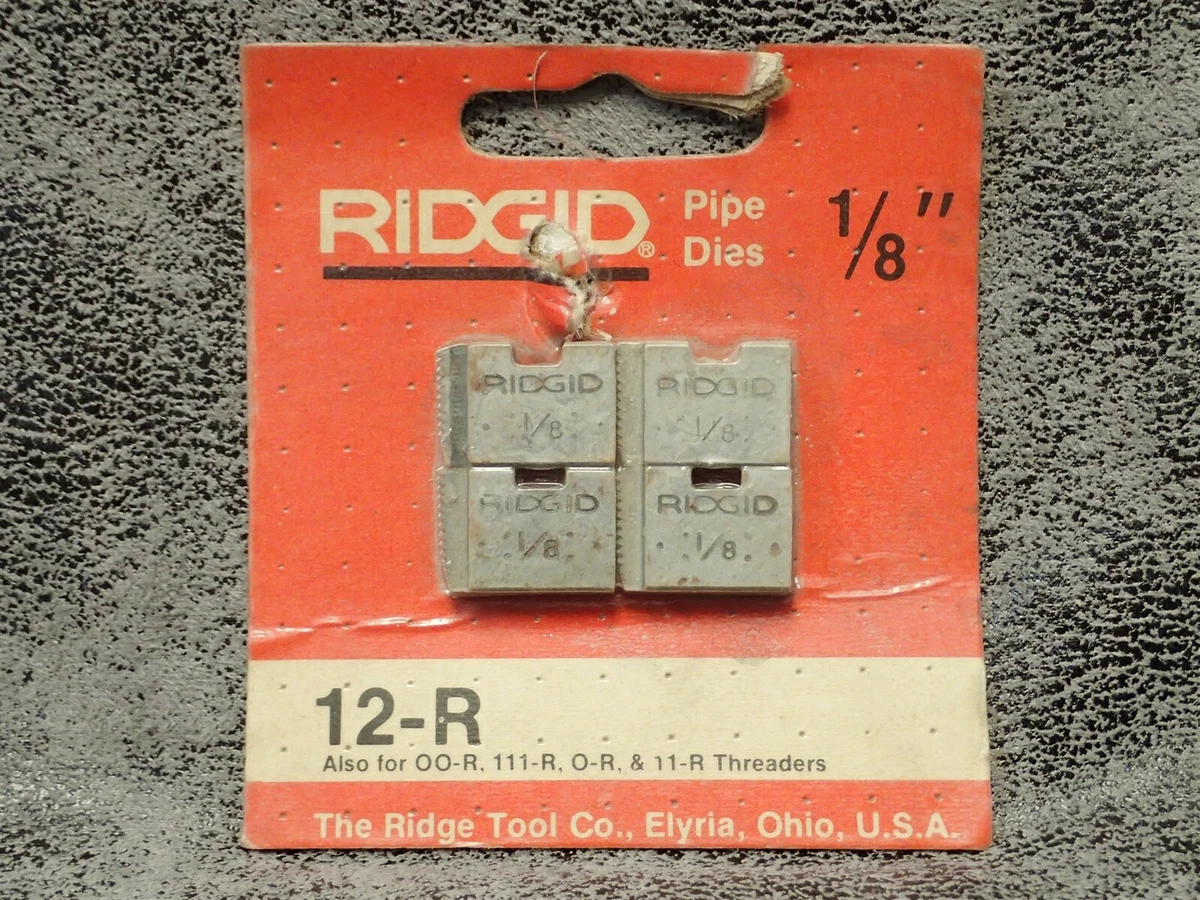 RIDGID® Pipe Dies 1/8"
RIDGID
1/8
RIDGID
1/8
RIDGID
1/8
RIDGID
1/8
12-R
Also for OO-R, 111-R, O-R, & 11-R Threaders
The Ridge Tool Co., Elyria, Ohio, U.S.A.